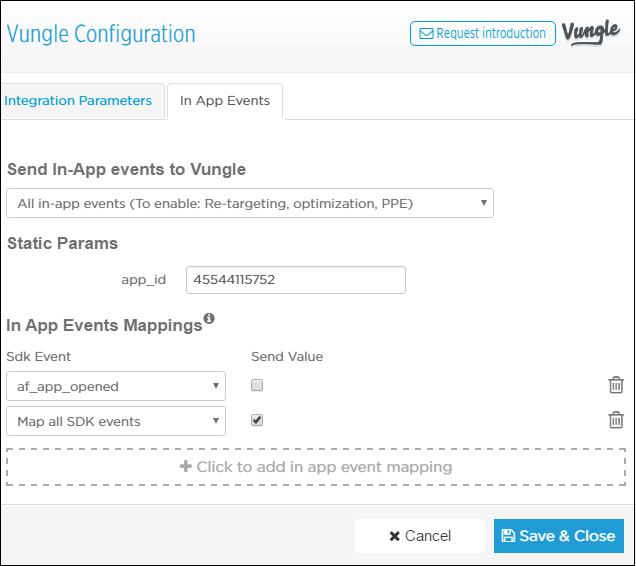 Vungle Configuration
Request introduction
Vungle
Integration Parameters
In App Events
Send In-App events to Vungle
All in-app events (To enable: Re-targeting, optimization, PPE)
Static Params
app_id
45544115752
In App Events Mappings
Sdk Event
Send Value
af_app_opened
Map all SDK events
Click to add in app event mapping
Cancel
Save & Close